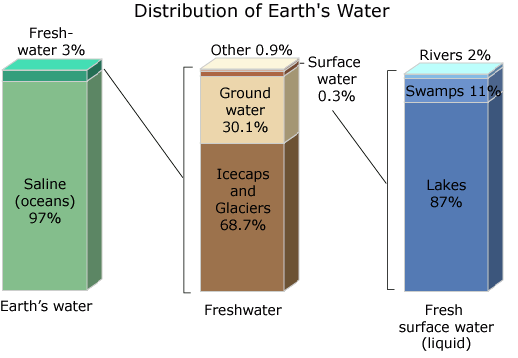 Distribution of Earth's Water
Fresh-
water 3%
Saline
(oceans)
97%
Earth’s water
Other 0.9%
Surface
water
0.3%
Ground
water
30.1%
Icecaps
and
Glaciers
68.7%
Freshwater
Rivers 2%
Swamps 11%
Lakes
87%
Fresh
surface water
(liquid)